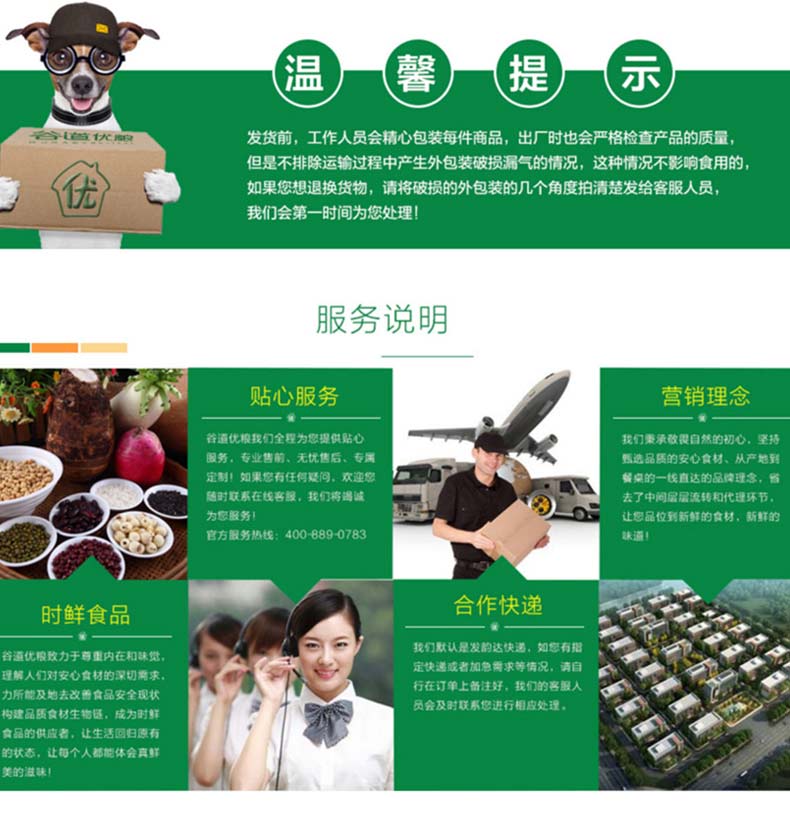 温馨提示
谷道优粮
优
发货前，工作人员会精心包装每件商品，出厂时也会严格检查产品的质量，
但是不排除运输过程中产生外包装破损漏气的情况，这种情况不影响食用的，
如果您想退换货物，请将破损的外包装的几个角度拍清楚发给客服人员，
我们会第一时间为您处理！
服务说明
贴心服务
谷道优粮我们全程为您提供贴心
服务，专业售前、无忧售后、专属
定制！如果您有任何疑问，欢迎您
随时联系在线客服，我们将竭诚
为您服务！
官方服务热线：400-889-0783
营销理念
我们秉承敬畏自然的初心，坚持
甄选品质的安心食材、从产地到
餐桌的一线直达的品牌理念，省
去了中间层层流转和代理环节，
让您品位到新鲜的食材，新鲜的
味道！
时鲜食品
谷道优粮致力于尊重内在和味觉，
理解人们对安心食材的深切需求，
力所能及地去改善食品安全现状
构建品质食材生物链，成为时鲜
食品的供应者，让生活回归原有
的状态，让每个人都能体会真鲜
美的滋味！
合作快递
我们默认是发韵达快递，如您有指
定快递或者加急需求等情况，请自
行在订单上备注好，我们的客服人
员会及时联系您进行相应处理。